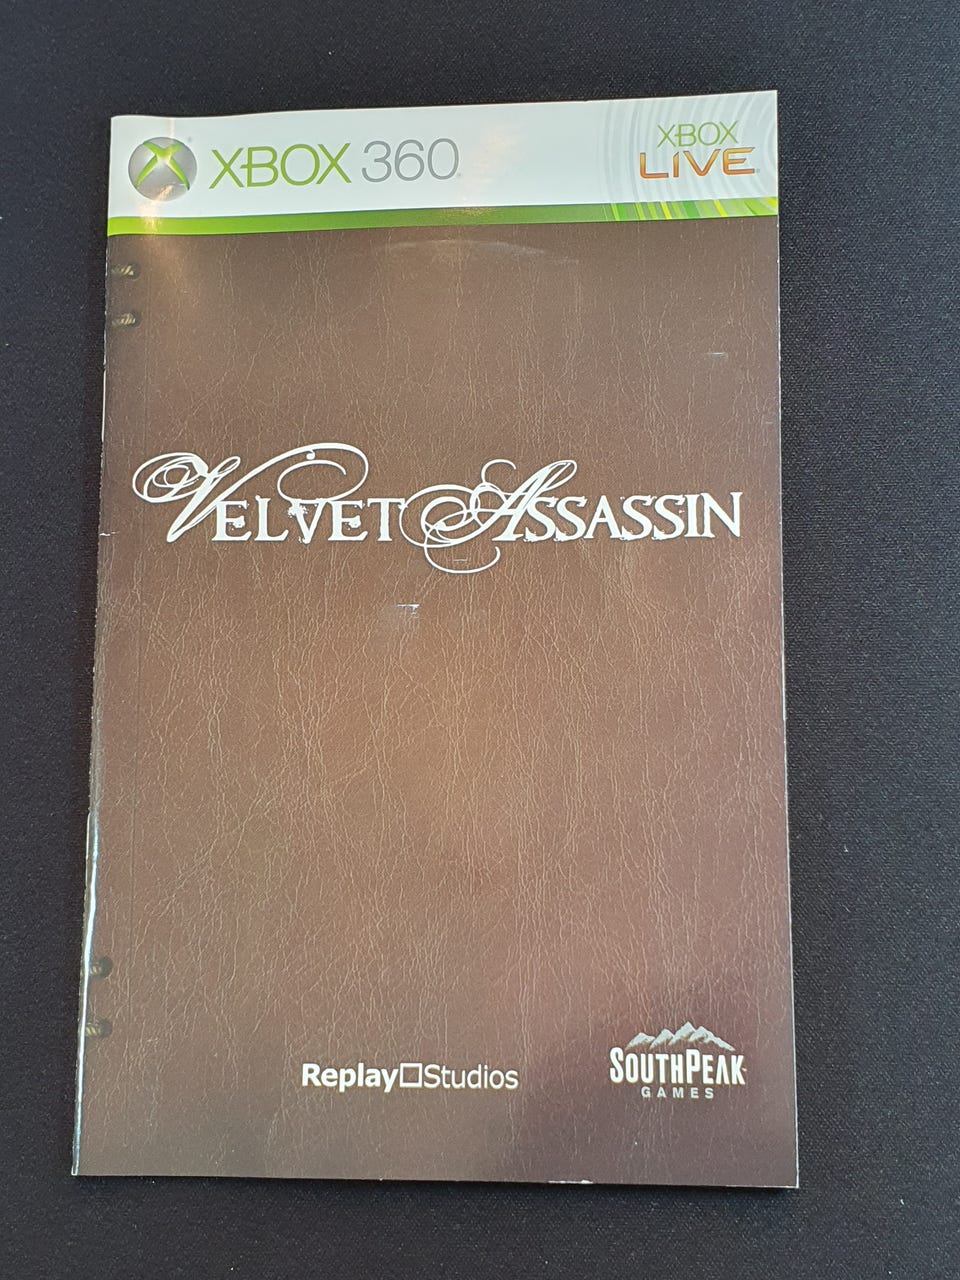 XBOX 360
XBOX
LIVE
VELVET ASSASSIN
Replay Studios
SOUTHPEAK
GAMES